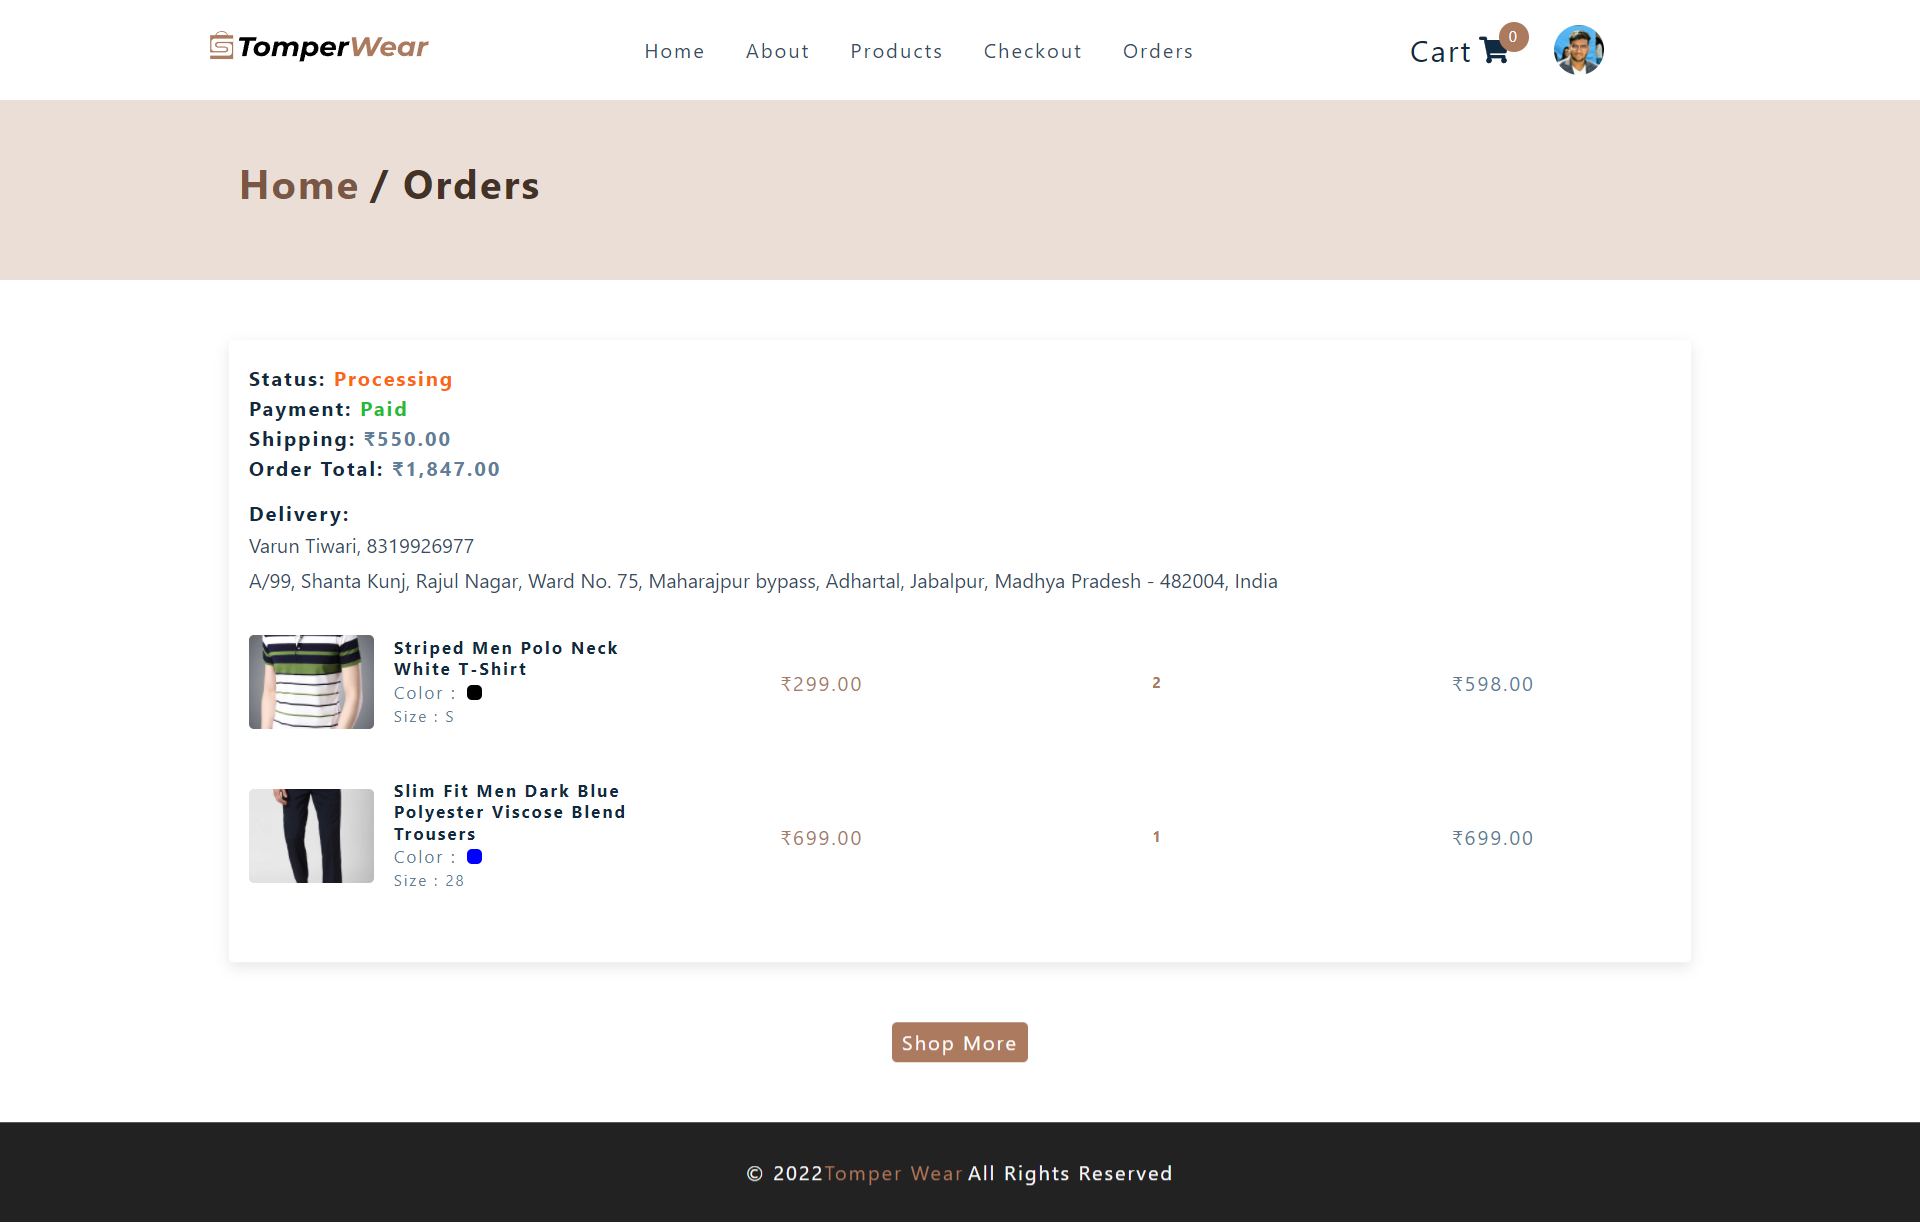 TomperWear
Home About Products Checkout Orders
Cart 0
Home / Orders
Status: Processing
Payment: Paid
Shipping: ₹550.00
Order Total: ₹1,847.00
Delivery:
Varun Tiwari, 8319926977
A/99, Shanta Kunj, Rajul Nagar, Ward No. 75, Maharajpur bypass, Adhartal, Jabalpur, Madhya Pradesh - 482004, India
Striped Men Polo Neck
White T-Shirt
Color :
Size : S
₹299.00
2
₹598.00
Slim Fit Men Dark Blue
Polyester Viscose Blend
Trousers
Color :
Size : 28
₹699.00
1
₹699.00
Shop More
© 2022Tomper Wear All Rights Reserved